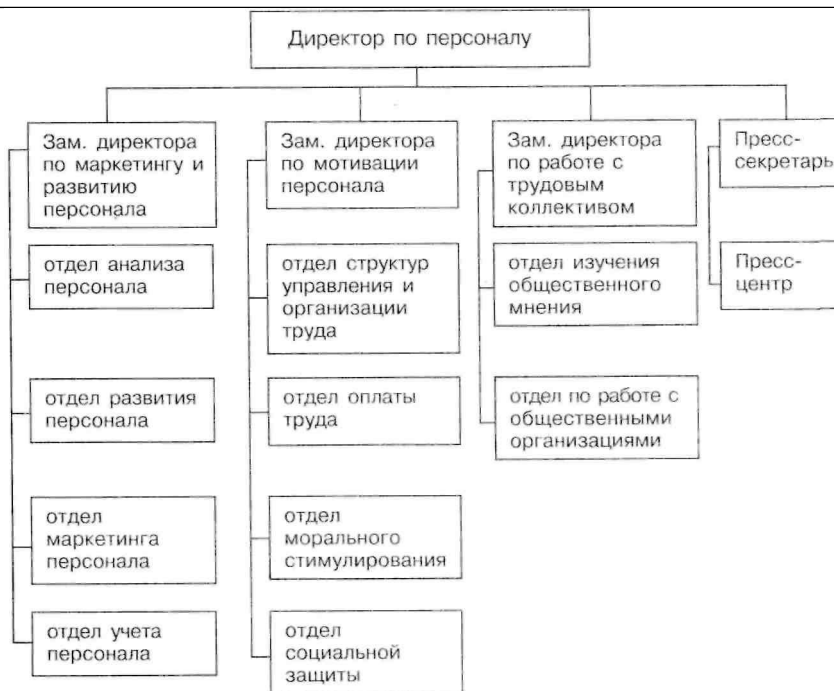 Директор по персоналу
Зам. директора
по маркетингу и
развитию
персонала
отдел анализа
персонала
отдел развития
персонала
отдел
маркетинга
персонала
отдел учета
персонала
Зам. директора
по мотивации
персонала
отдел структур
управления и
организации
труда
отдел оплаты
труда
отдел
морального
стимулирования
отдел
социальной
защиты
Зам. директора
по работе с
трудовым
коллективом
отдел изучения
общественного
мнения
отдел по работе с
общественными
организациями
Пресс-
секретарь
Пресс-
центр